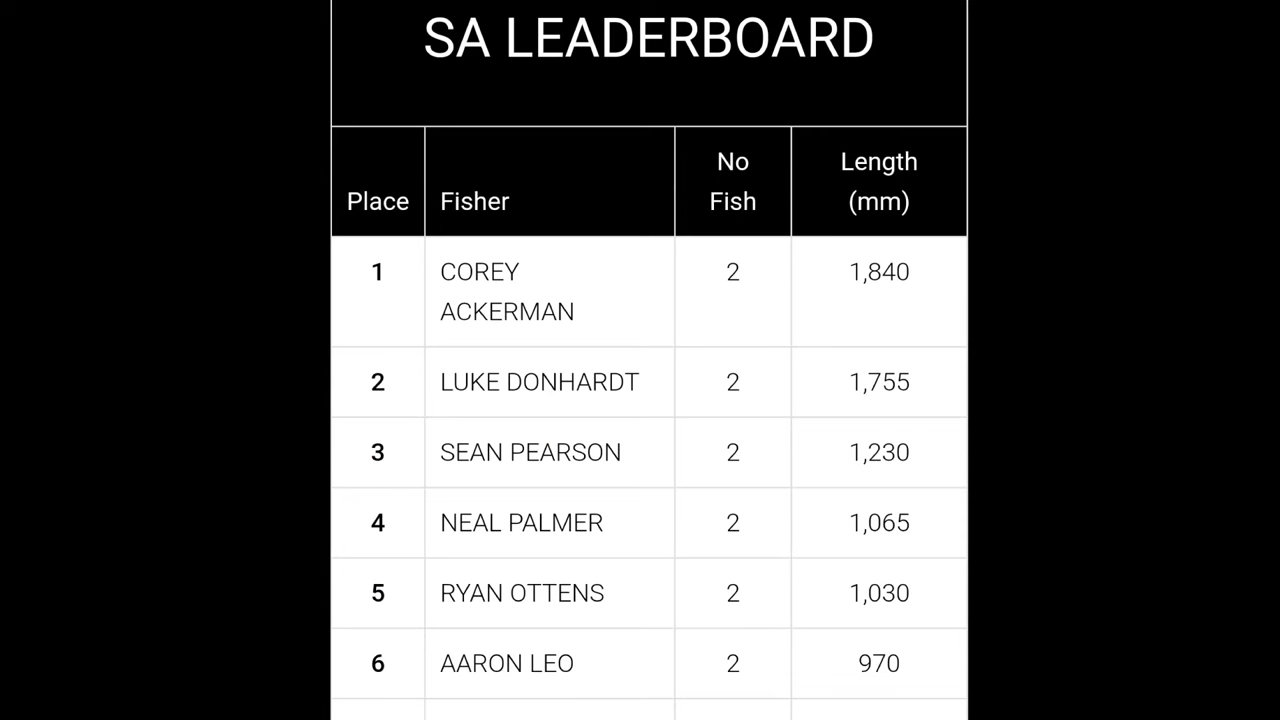 SA LEADERBOARD
No Length
Place Fisher Fish (mm)
1 COREY 2 1,840
ACKERMAN
2 LUKE DONHARDT 2 1,755
3 SEAN PEARSON 2 1,230
4 NEAL PALMER 2 1,065
5 RYAN OTTENS 2 1,030
6 AARON LEO 2 970